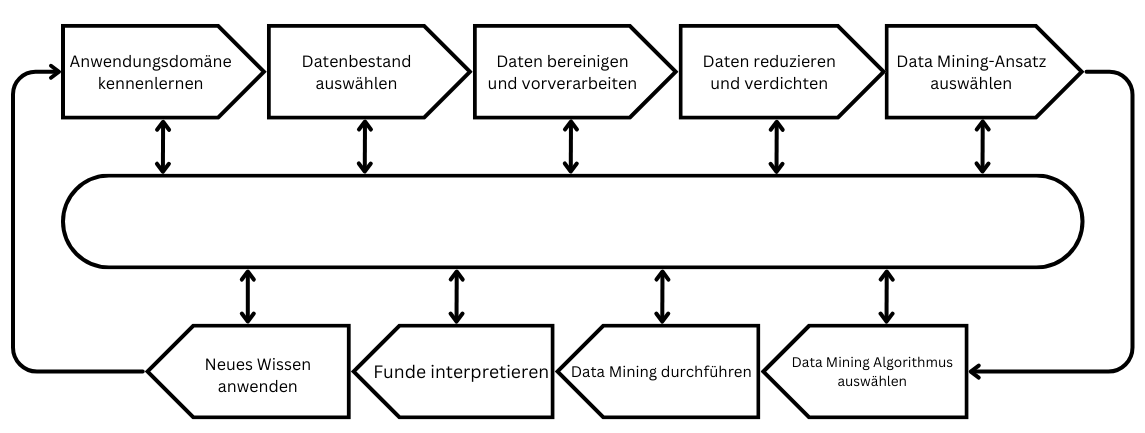 Anwendungsdomäne
kennenlernen
Datenbestand
auswählen
Daten bereinigen
und vorverarbeiten
Daten reduzieren
und verdichten
Data Mining-Ansatz
auswählen
Data Mining Algorithmus
auswählen
Data Mining durchführen
Funde interpretieren
Neues Wissen
anwenden